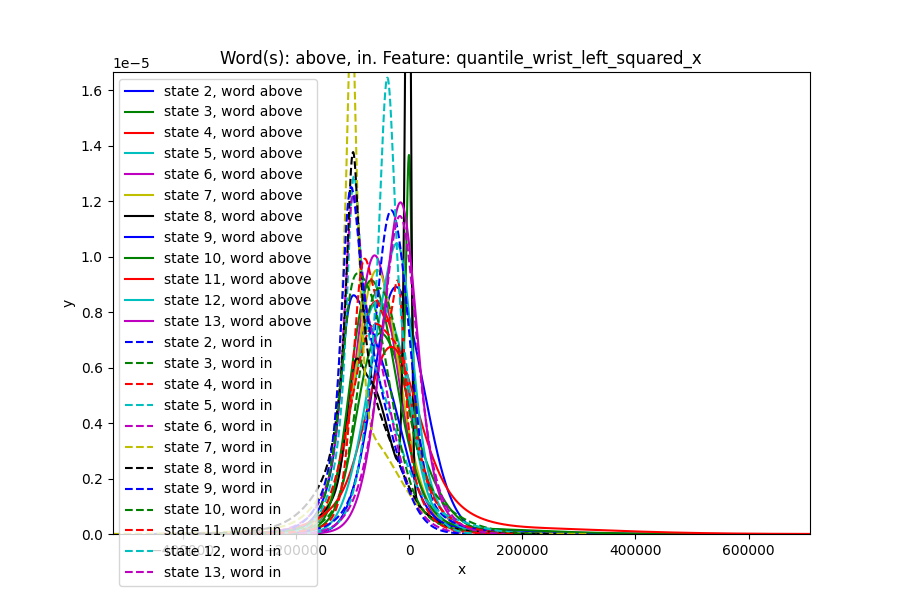 Word(s): above, in. Feature: quantile_wrist_left_squared_x
1e−5
1.6
1.4
1.2
1.0
0.8
0.6
0.4
0.2
0.0
y
state 2, word above
state 3, word above
state 4, word above
state 5, word above
state 6, word above
state 7, word above
state 8, word above
state 9, word above
state 10, word above
state 11, word above
state 12, word above
state 13, word above
state 2, word in
state 3, word in
state 4, word in
state 5, word in
state 6, word in
state 7, word in
state 8, word in
state 9, word in
state 10, word in
state 11, word in
state 12, word in
state 13, word in
0 200000 400000 600000
x